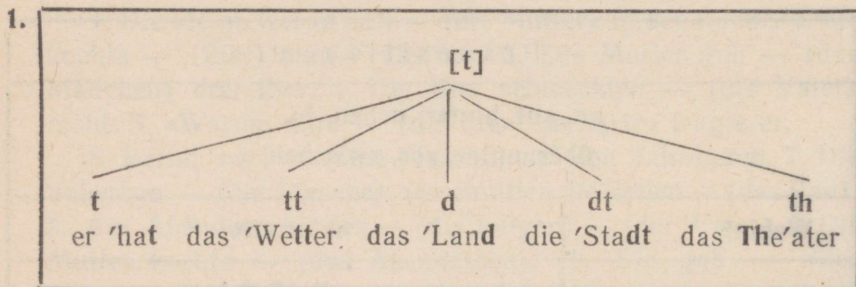 1.
[t]
t tt d dt th
er 'hat das 'Wetter das 'Land die 'Stadt das The'ater